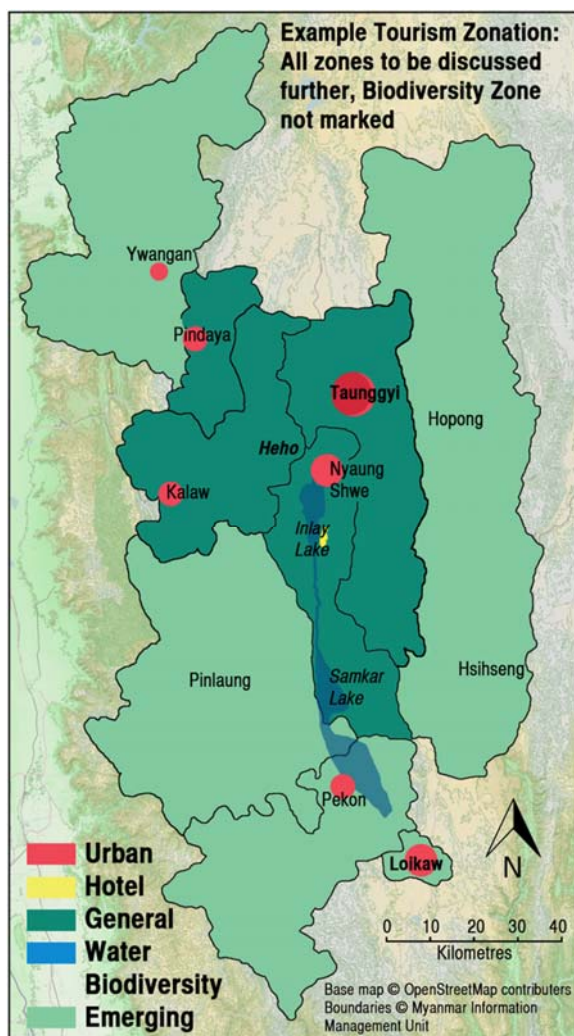 Example Tourism Zonation:
All zones to be discussed
further, Biodiversity Zone
not marked
Ywangan
Pindaya
Taunggyi
Hopong
Heho
Nyaung
Shwe
Kalaw
Inlay
Lake
Pinlaung
Samkar
Lake
Hsihseng
Pekon
Loikaw
N
Urban
Hotel
General
Water
Biodiversity
Emerging
0 10 20 30 40
Kilometres
Base map © OpenStreetMap contributers
Boundaries © Myanmar Information
Management Unit